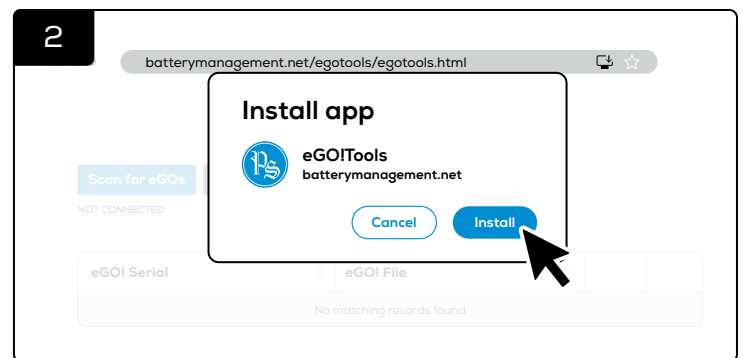 2
batterymanagement.net/egotools/egotools.html
Install app
Ps
eGO!Tools
batterymanagement.net
Scan for eGOs
NOT CONNECTED
Cancel
Install
eGO! Serial
eGO! File
No matching records found